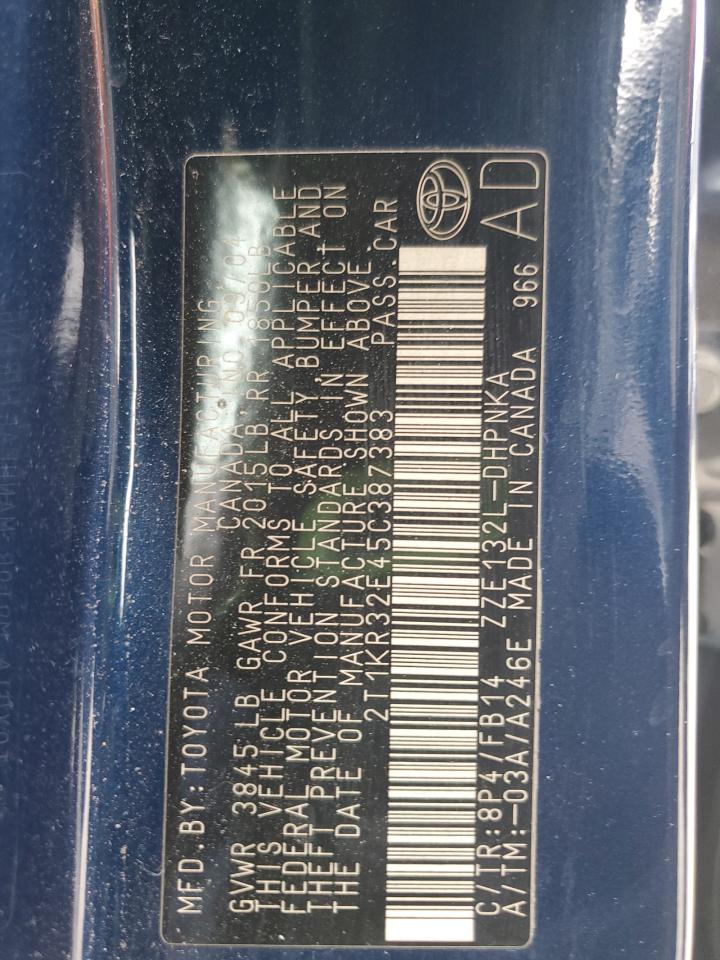 MFD.BY:TOYOTA MOTOR MANUFACTURING,
CANADA INC. 09/04
GVWR 3845 LB GAWR FR 2015LB,RR 1850LB
THIS VEHICLE CONFORMS TO ALL APPLICABLE
FEDERAL MOTOR VEHICLE SAFETY,BUMPER,AND
THEFT PREVENTION STANDARDS IN EFFECT ON
THE DATE OF MANUFACTURE SHOWN ABOVE.
2T1KR32E45C387383 PASS.CAR
C/TR:8P4/FB14 ZZE132L-DHPNKA
A/TM:-03A/A246E MADE IN CANADA 966 AD